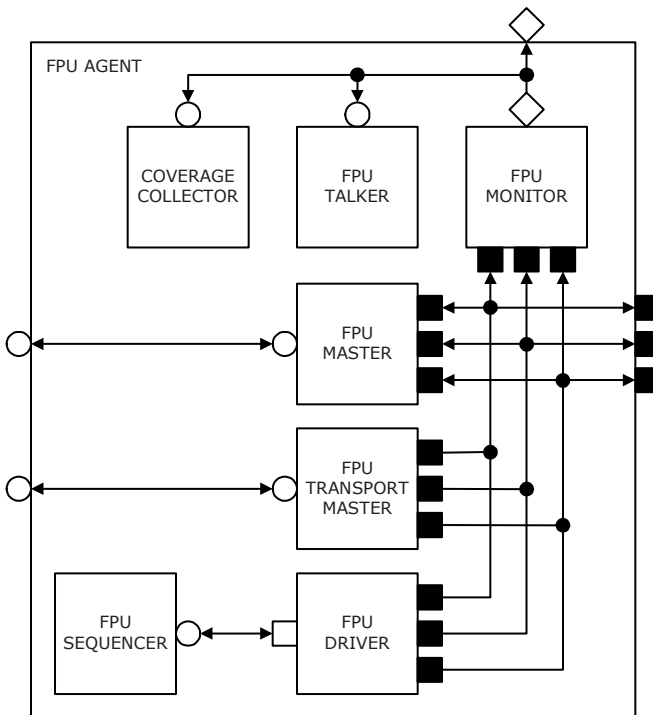 FPU AGENT
COVERAGE
COLLECTOR
FPU
TALKER
FPU
MONITOR
FPU
MASTER
FPU
TRANSPORT
MASTER
FPU
SEQUENCER
FPU
DRIVER